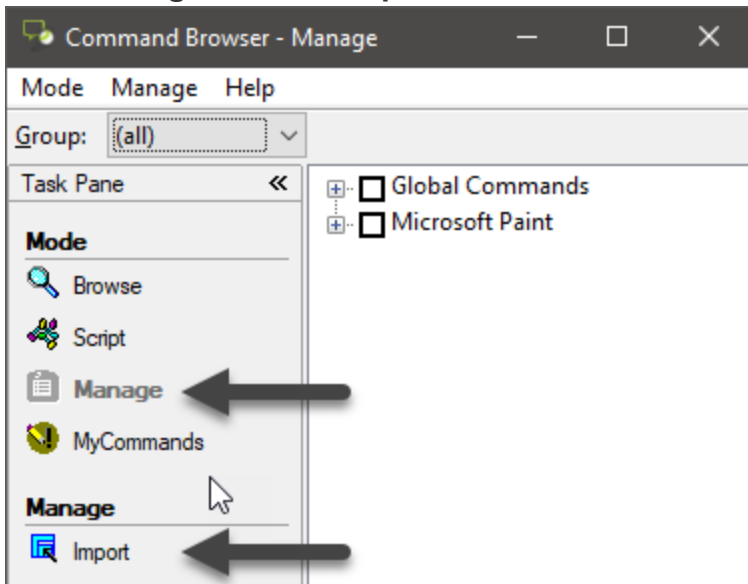 Command Browser - Manage
Mode Manage Help
Group: (all)
Task Pane «
Global Commands
Microsoft Paint
Mode
Browse
Script
Manage
MyCommands
Manage
Import